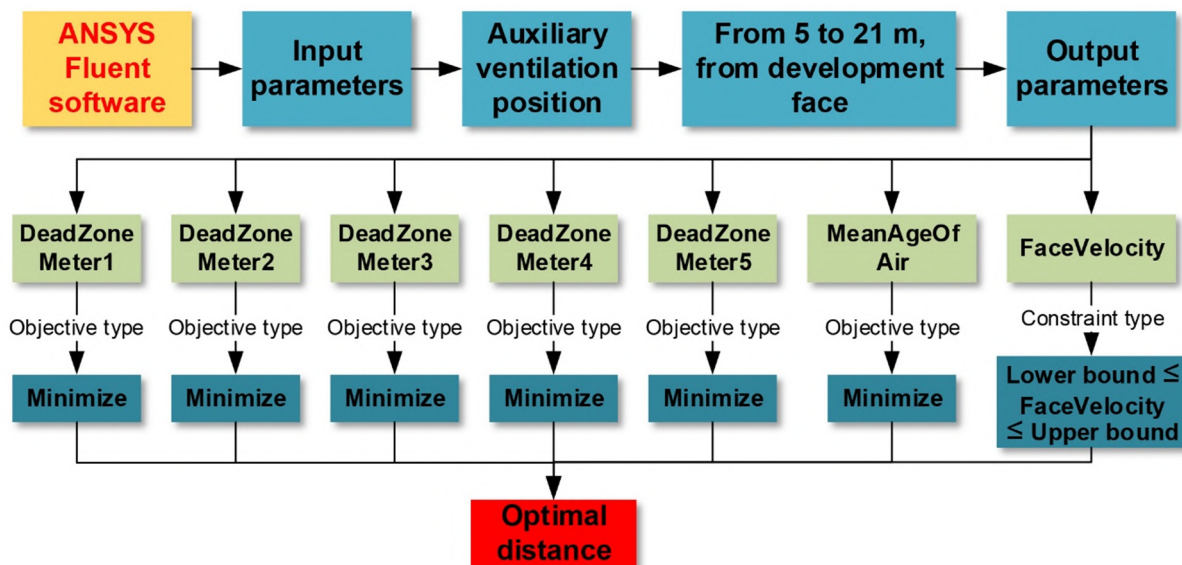 ANSYS
Fluent
software
Input
parameters
Auxiliary
ventilation
position
From 5 to 21 m,
from development
face
Output
parameters
DeadZone
Meter1
DeadZone
Meter2
DeadZone
Meter3
DeadZone
Meter4
DeadZone
Meter5
MeanAgeOf
Air
FaceVelocity
Objective type
Objective type
Objective type
Objective type
Objective type
Objective type
Constraint type
Minimize
Minimize
Minimize
Minimize
Minimize
Minimize
Lower bound ≤
FaceVelocity
≤ Upper bound
Optimal
distance